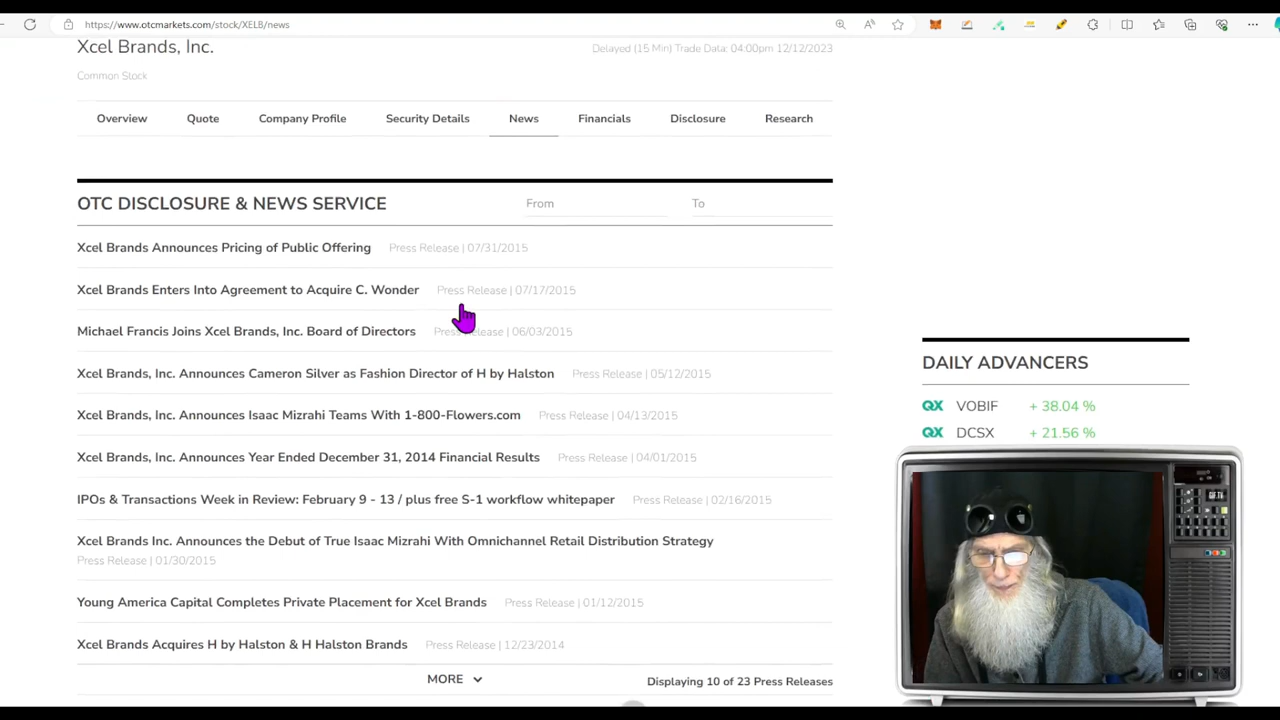 https://www.otcmarkets.com/stock/XELB/news
Xcel Brands, Inc.
Delayed (15 Min) Trade Data: 04:00pm 12/12/2023
Common Stock
Overview Quote Company Profile Security Details News Financials Disclosure Research
OTC DISCLOSURE & NEWS SERVICE From To
Xcel Brands Announces Pricing of Public Offering Press Release | 07/31/2015
Xcel Brands Enters Into Agreement to Acquire C. Wonder Press Release | 07/17/2015
Michael Francis Joins Xcel Brands, Inc. Board of Directors Press Release | 06/03/2015
Xcel Brands, Inc. Announces Cameron Silver as Fashion Director of H by Halston Press Release | 05/12/2015
Xcel Brands, Inc. Announces Isaac Mizrahi Teams With 1-800-Flowers.com Press Release | 04/13/2015
Xcel Brands, Inc. Announces Year Ended December 31, 2014 Financial Results Press Release | 04/01/2015
IPOs & Transactions Week in Review: February 9 - 13 / plus free S-1 workflow whitepaper Press Release | 02/16/2015
Xcel Brands Inc. Announces the Debut of True Isaac Mizrahi With Omnichannel Retail Distribution Strategy
Press Release | 01/30/2015
Young America Capital Completes Private Placement for Xcel Brands Press Release | 01/12/2015
Xcel Brands Acquires H by Halston & H Halston Brands Press Release | 12/23/2014
MORE Displaying 10 of 23 Press Releases
DAILY ADVANCERS
QX VOBIF + 38.04 %
QX DCSX + 21.56 %